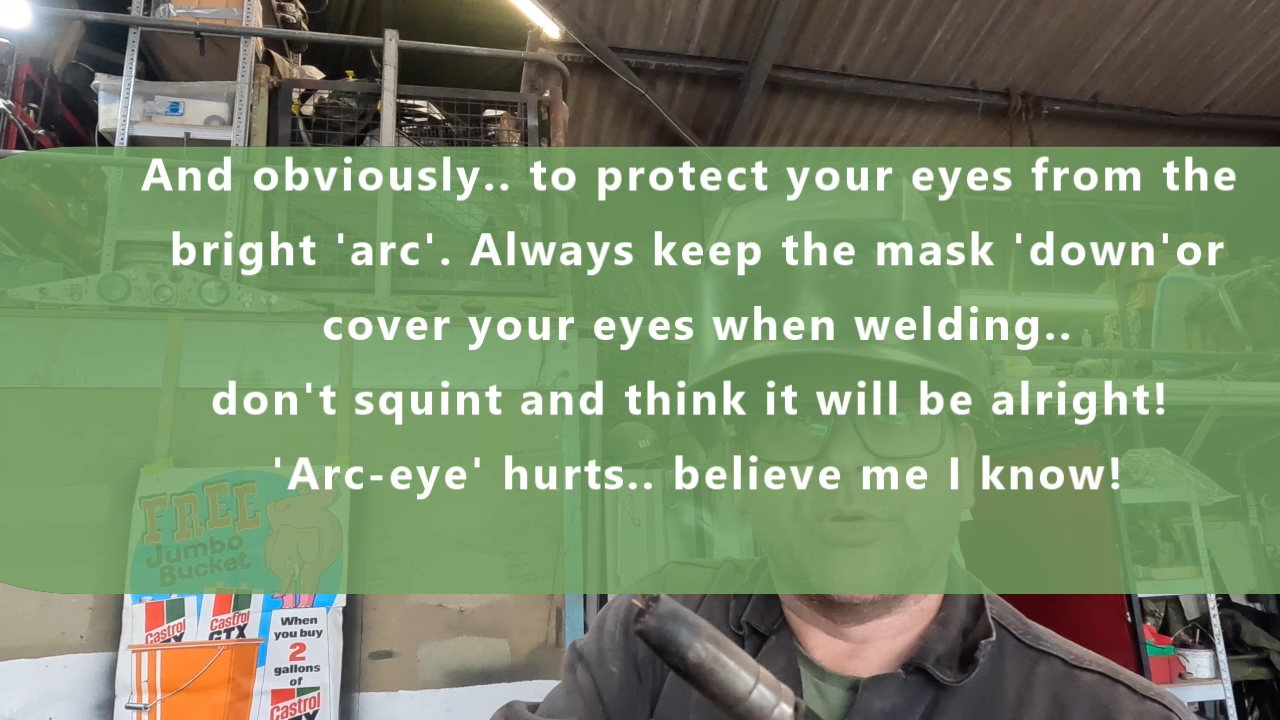 And obviously.. to protect your eyes from the
bright 'arc'. Always keep the mask 'down'or
cover your eyes when welding..
don't squint and think it will be alright!
'Arc-eye' hurts.. believe me I know!
FREE
Jumbo
Bucket
Castrol
Castrol
GTX
When
you buy
2
gallons
of
Castrol